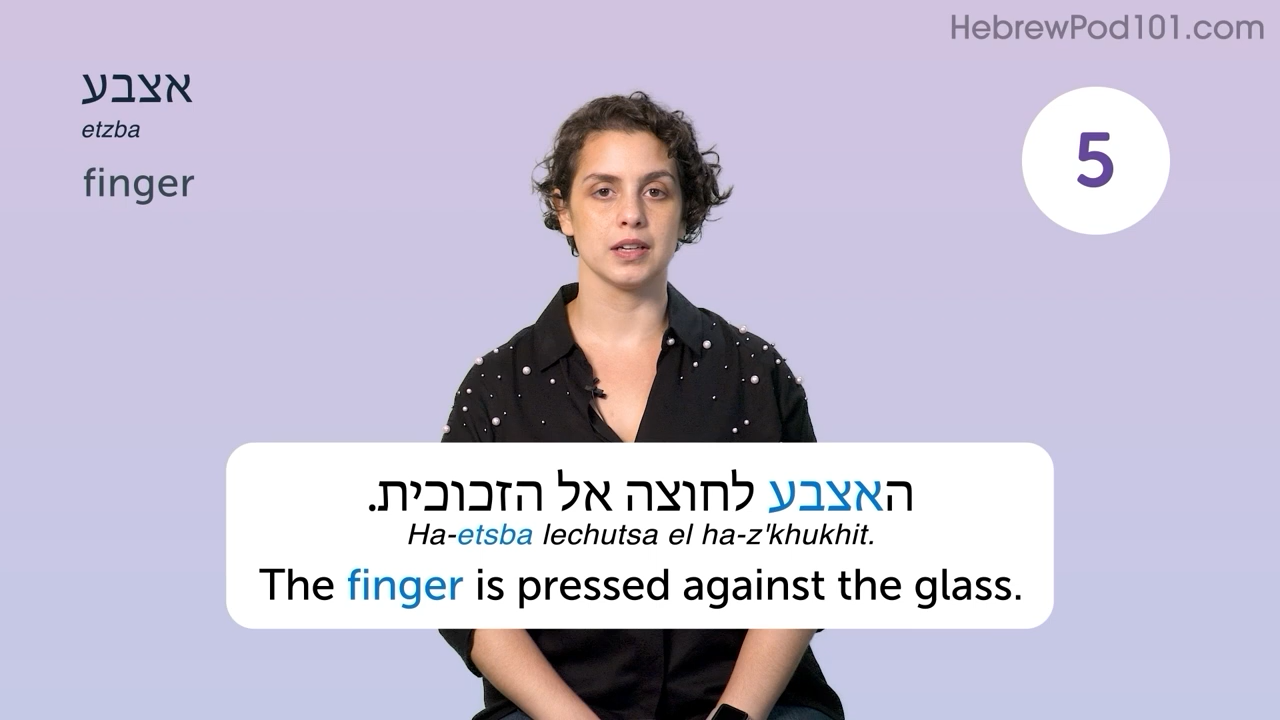 HebrewPod101.com
אצבע
etzba
finger
5
האצבע לחוצה אל הזכוכית.
Ha-etsba lechutsa el ha-z'khukhit.
The finger is pressed against the glass.